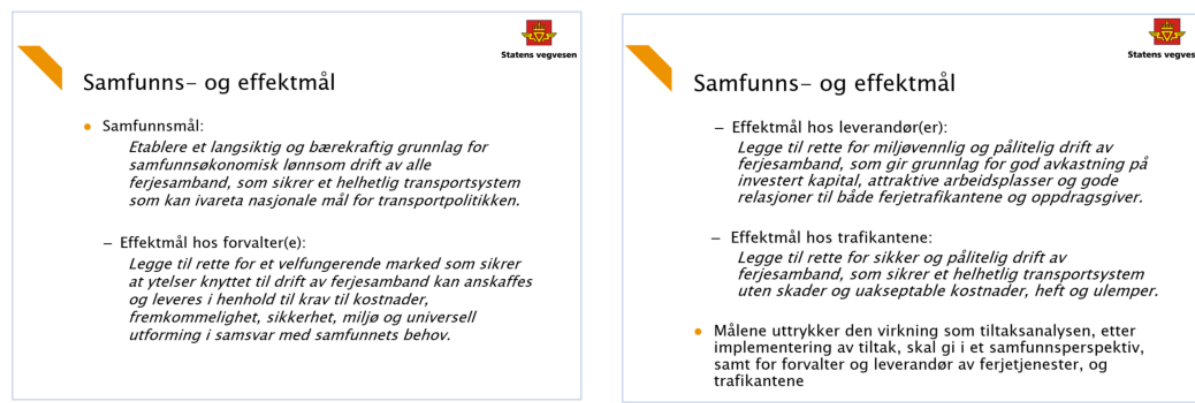 Statens vegvesen
Samfunns- og effektmål
• Samfunnsmål:
Etablere et langsiktig og bærekraftig grunnlag for
samfunnsøkonomisk lønnsom drift av alle
ferjesamband, som sikrer et helhetlig transportsystem
som kan ivareta nasjonale mål for transportpolitikken.
– Effektmål hos forvalter(e):
Legge til rette for et velfungerende marked som sikrer
at ytelser knyttet til drift av ferjesamband kan anskaffes
og leveres i henhold til krav til kostnader,
fremkommelighet, sikkerhet, miljø og universell
utforming i samsvar med samfunnets behov.
Statens vegves
Samfunns- og effektmål
– Effektmål hos leverandør(er):
Legge til rette for miljøvennlig og pålitelig drift av
ferjesamband, som gir grunnlag for god avkastning på
investert kapital, attraktive arbeidsplasser og gode
relasjoner til både ferjetrafikantene og oppdragsgiver.
– Effektmål hos trafikantene:
Legge til rette for sikker og pålitelig drift av
ferjesamband, som sikrer et helhetlig transportsystem
uten skader og uakseptable kostnader, heft og ulemper.
• Målene uttrykker den virkning som tiltaksanalysen, etter
implementering av tiltak, skal gi i et samfunnsperspektiv,
samt for forvalter og leverandør av ferjetjenester, og
trafikantene